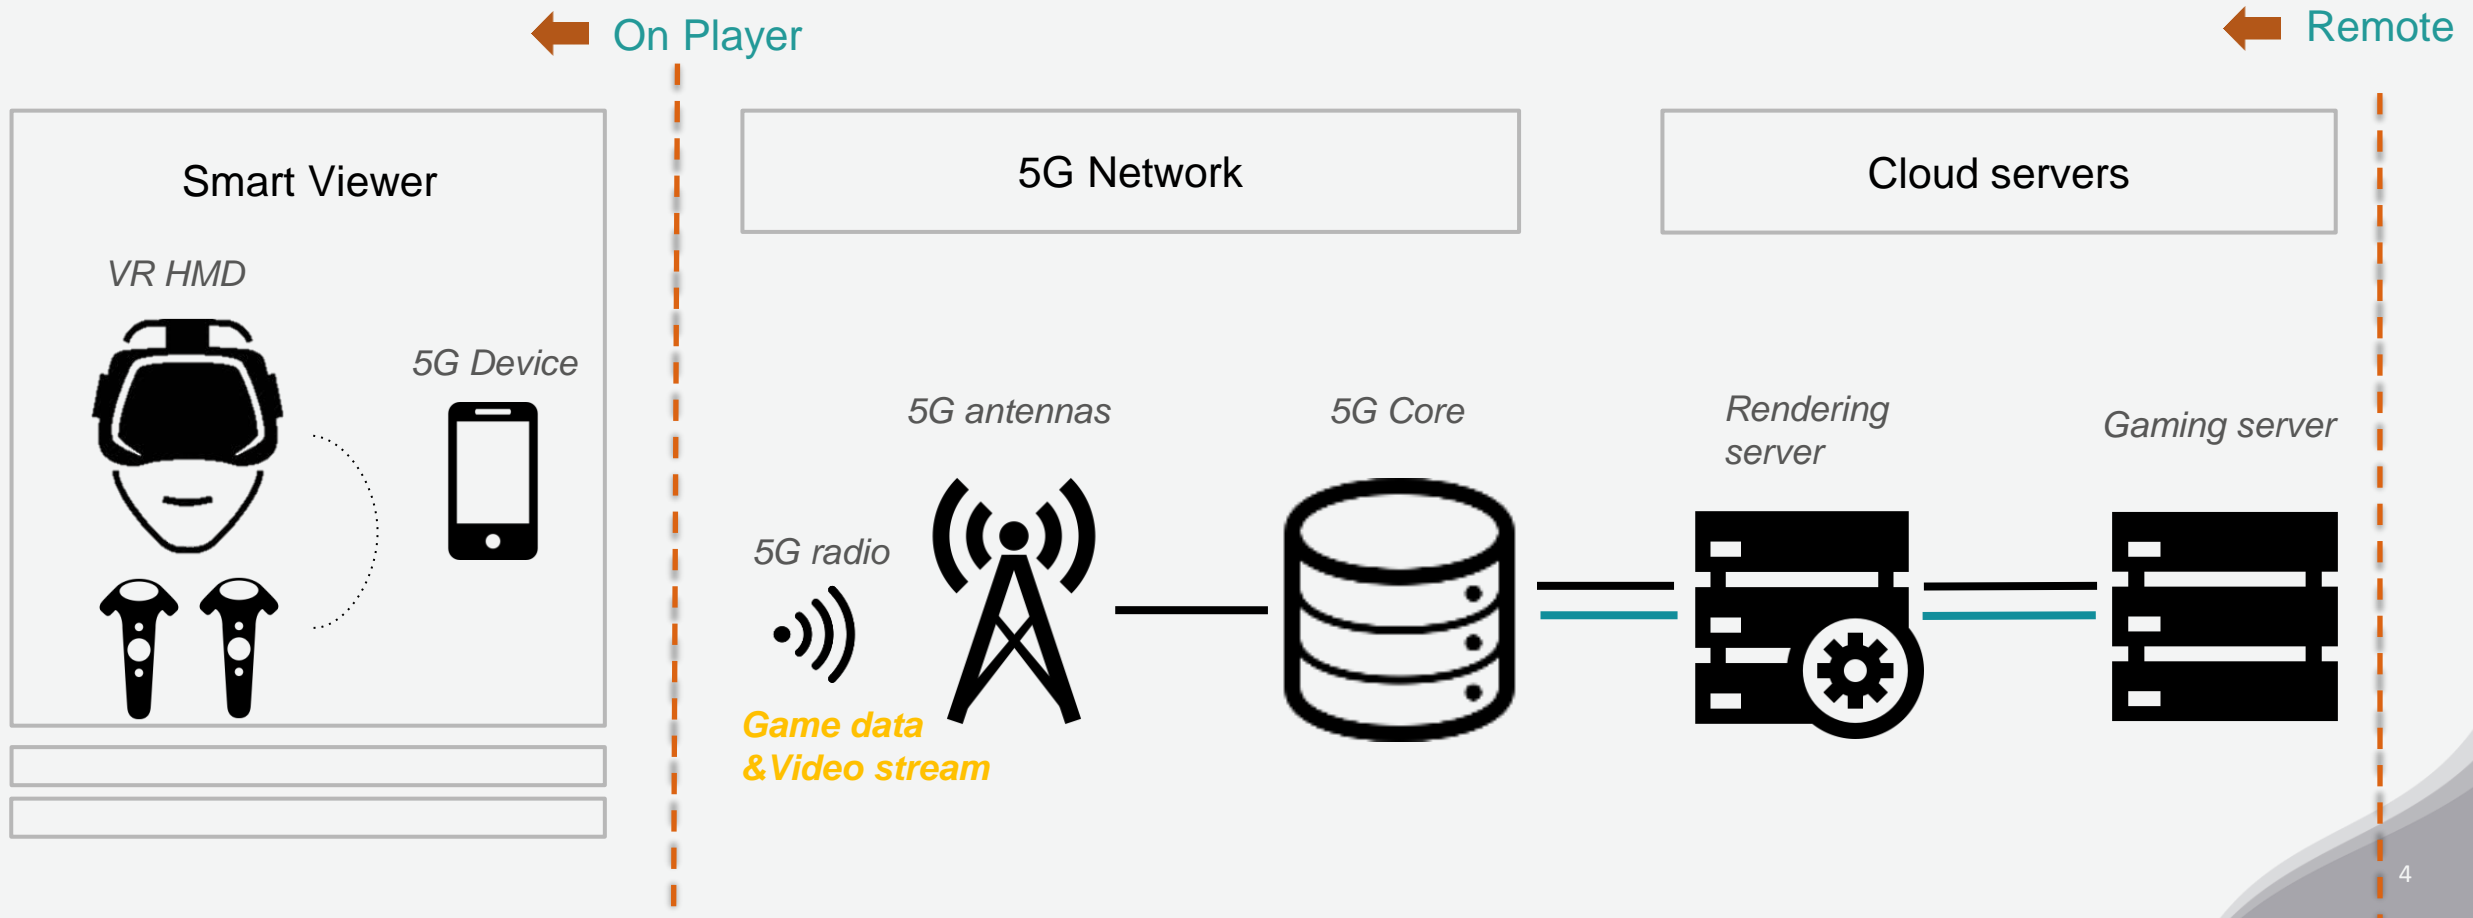 On Player
Remote
Smart Viewer
5G Network
Cloud servers
VR HMD
5G Device
5G antennas
5G Core
Rendering
server
Gaming server
5G radio
Game data
&Video stream
4